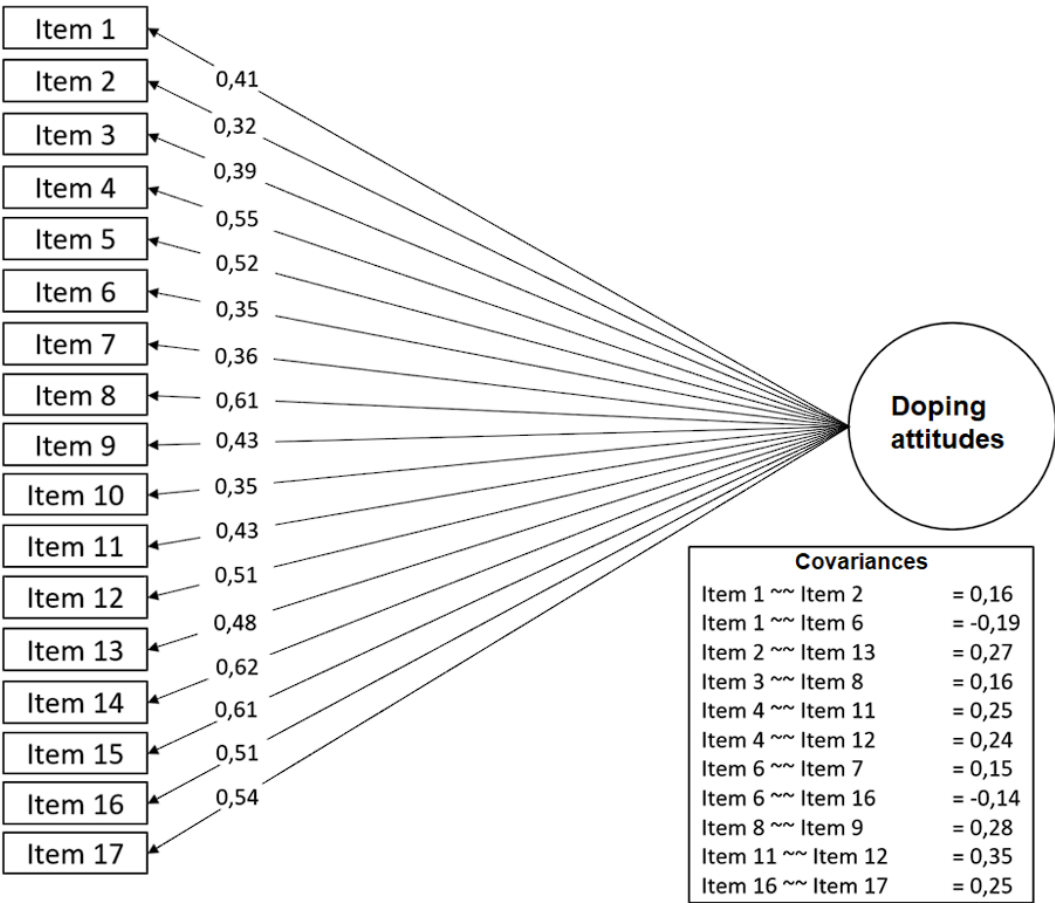 Item 1
Item 2
Item 3
Item 4
Item 5
Item 6
Item 7
Item 8
Item 9
Item 10
Item 11
Item 12
Item 13
Item 14
Item 15
Item 16
Item 17
0,41
0,32
0,39
0,55
0,52
0,35
0,36
0,61
0,43
0,35
0,43
0,51
0,48
0,62
0,61
0,51
0,54
Doping
attitudes
Covariances
Item 1 ~~ Item 2 = 0,16
Item 1 ~~ Item 6 = -0,19
Item 2 ~~ Item 13 = 0,27
Item 3 ~~ Item 8 = 0,16
Item 4 ~~ Item 11 = 0,25
Item 4 ~~ Item 12 = 0,24
Item 6 ~~ Item 7 = 0,15
Item 6 ~~ Item 16 = -0,14
Item 8 ~~ Item 9 = 0,28
Item 11 ~~ Item 12 = 0,35
Item 16 ~~ Item 17 = 0,25